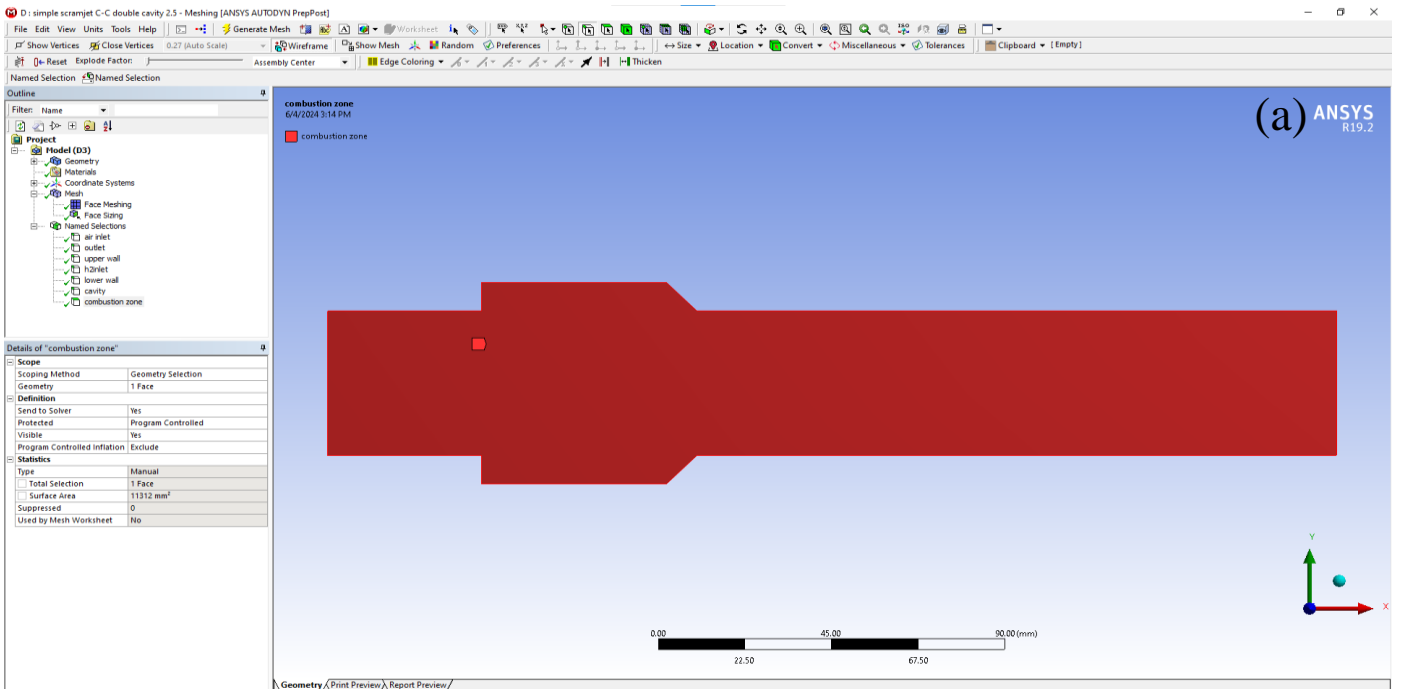 D : simple scramjet C-C double cavity 2.5 - Meshing [ANSYS AUTODYN PrepPost]
File Edit View Units Tools Help Generate Mesh Worksheet
Show Vertices Close Vertices 0.27 (Auto Scale) Wireframe Show Mesh Random Preferences Size Location Convert Miscellaneous Tolerances Clipboard [Empty]
Reset Explode Factor: Assembly Center Edge Coloring Thicken
Named Selection Named Selection
Outline
Filter: Name
Project
Model (D3)
Geometry
Materials
Coordinate Systems
Mesh
Face Meshing
Face Sizing
Named Selections
air inlet
outlet
upper wall
h2inlet
lower wall
cavity
combustion zone
Details of "combustion zone"
Scope
Scoping Method Geometry Selection
Geometry 1 Face
Definition
Send to Solver Yes
Protected Program Controlled
Visible Yes
Program Controlled Inflation Exclude
Statistics
Type Manual
Total Selection 1 Face
Surface Area 11312 mm²
Suppressed 0
Used by Mesh Worksheet No
combustion zone
6/4/2024 3:14 PM
combustion zone
(a) ANSYS
R19.2
Y
X
0.00 45.00 90.00 (mm)
22.50 67.50
Geometry Print Preview Report Preview